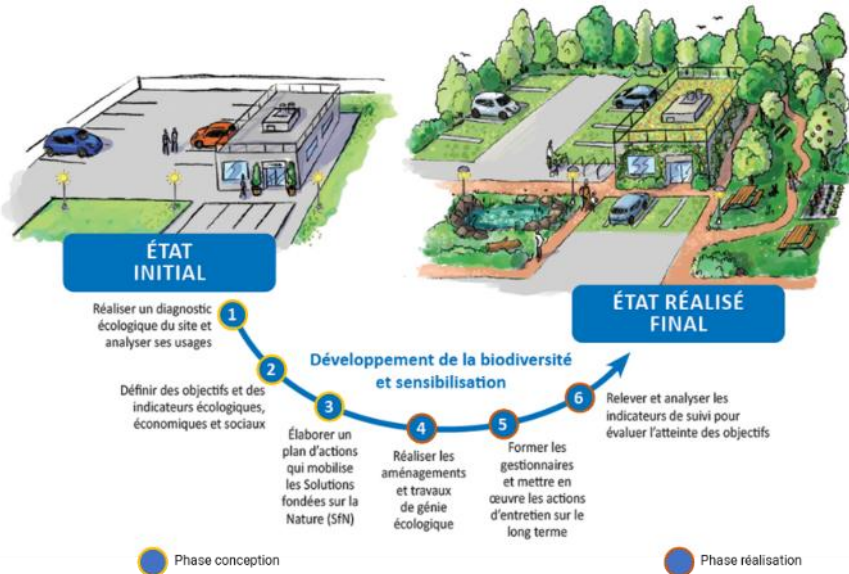 ÉTAT
INITIAL
ÉTAT RÉALISÉ
FINAL
1
Réaliser un diagnostic
écologique du site et
analyser ses usages
2
Définir des objectifs et des
indicateurs écologiques,
économiques et sociaux
Développement de la biodiversité
et sensibilisation
3
Élaborer un
plan d'actions
qui mobilise
les Solutions
fondées sur la
Nature (SfN)
4
Réaliser les
aménagements
et travaux
de génie
écologique
5
Former les
gestionnaires
et mettre en
œuvre les actions
d'entretien sur le
long terme
6
Relever et analyser les
indicateurs de suivi pour
évaluer l'atteinte des objectifs
Phase conception
Phase réalisation